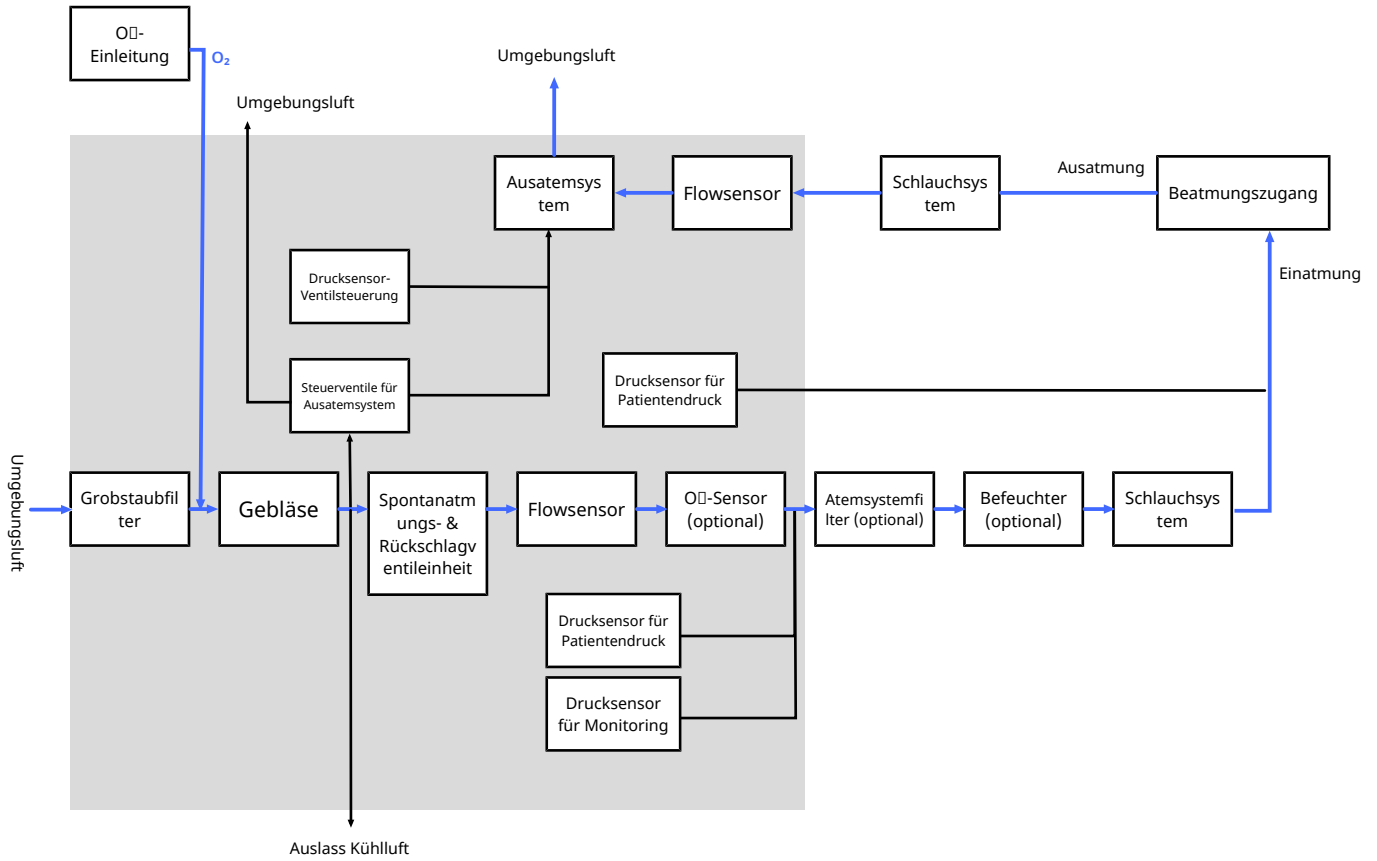 O▯-
Einleitung
O₂
Umgebungsluft
Umgebungsluft
Ausatemsys
tem
Flowsensor
Schlauchsys
tem
Ausatmung
Beatmungszugang
Einatmung
Drucksensor-
Ventilsteuerung
Steuerventile für
Ausatemsystem
Drucksensor für
Patientendruck
Umgebungsluft
Grobstaubfil
ter
Gebläse
Spontanatm
ungs- &
Rückschlagv
entileinheit
Flowsensor
O▯-Sensor
(optional)
Atemsystemfi
lter (optional)
Befeuchter
(optional)
Schlauchsys
tem
Drucksensor für
Patientendruck
Drucksensor
für Monitoring
Auslass Kühlluft